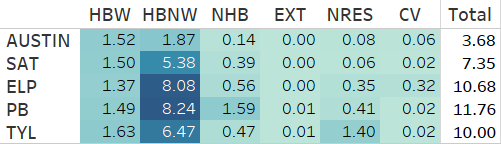 HBW HBNW NHB EXT NRES CV Total
AUSTIN 1.52 1.87 0.14 0.00 0.08 0.06 3.68
SAT 1.50 5.38 0.39 0.00 0.06 0.02 7.35
ELP 1.37 8.08 0.56 0.00 0.35 0.32 10.68
PB 1.49 8.24 1.59 0.01 0.41 0.02 11.76
TYL 1.63 6.47 0.47 0.01 1.40 0.02 10.00